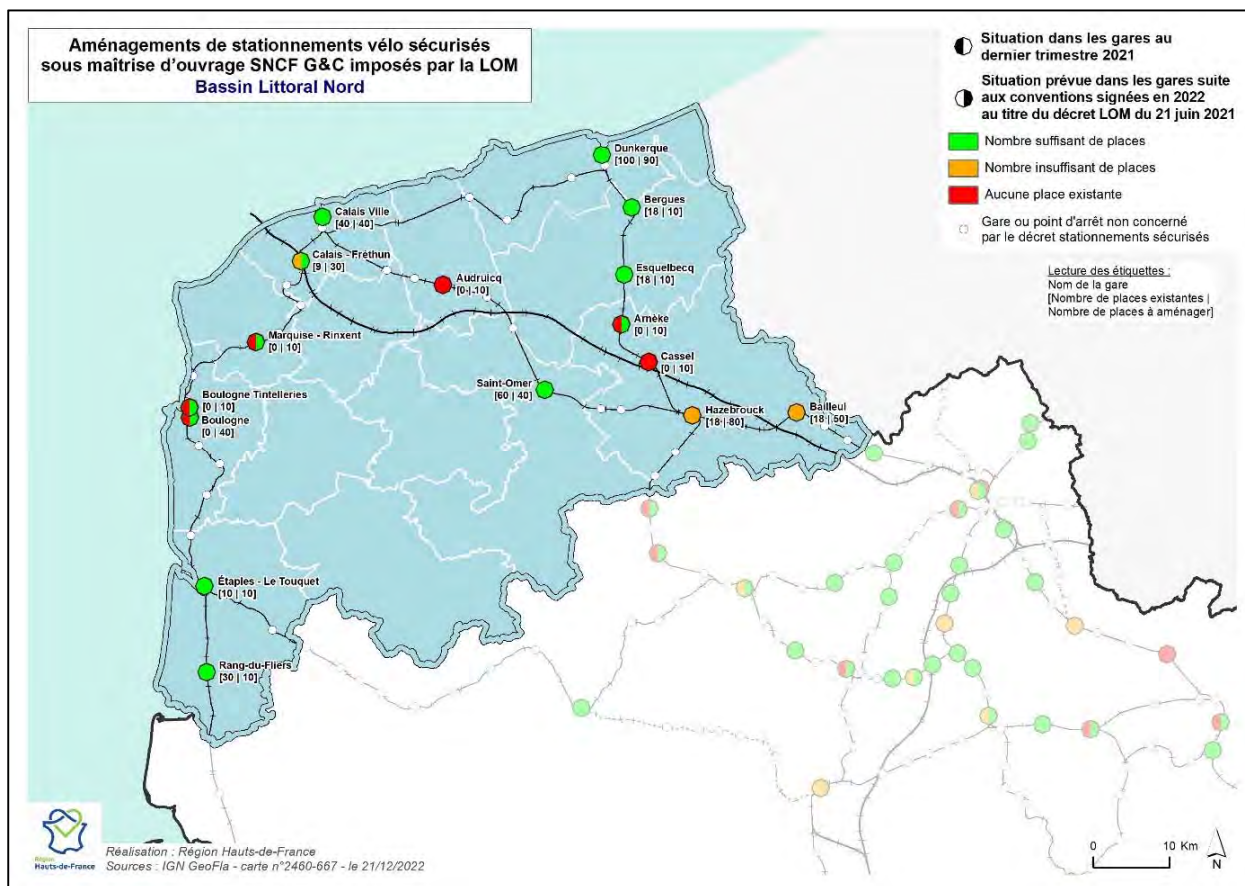 Aménagements de stationnements vélo sécurisés
sous maîtrise d'ouvrage SNCF G&C imposés par la LOM
Bassin Littoral Nord
Situation dans les gares au
dernier trimestre 2021
Situation prévue dans les gares suite
aux conventions signées en 2022
au titre du décret LOM du 21 juin 2021
Nombre suffisant de places
Nombre insuffisant de places
Aucune place existante
Gare ou point d'arrêt non concerné
par le décret stationnements sécurisés
Lecture des étiquettes :
Nom de la gare
[Nombre de places existantes |
Nombre de places à aménager]
Dunkerque
[100 | 90]
Bergues
[18 | 10]
Calais Ville
[40 | 40]
Calais - Fréthun
[9 | 30]
Audruicq
[0 | 10]
Esquelbecq
[18 | 10]
Arnèke
[0 | 10]
Marquise - Rinxent
[0 | 10]
Cassel
[0 | 10]
Saint-Omer
[60 | 40]
Boulogne Tintelleries
[0 | 10]
Boulogne
[0 | 40]
Hazebrouck
[18 | 80]
Bailleul
[18 | 50]
Étaples - Le Touquet
[10 | 10]
Rang-du-Fliers
[30 | 10]
Région
Hauts-de-France
Réalisation : Région Hauts-de-France
Sources : IGN GeoFla - carte n°2460-667 - le 21/12/2022
0 10 Km
N